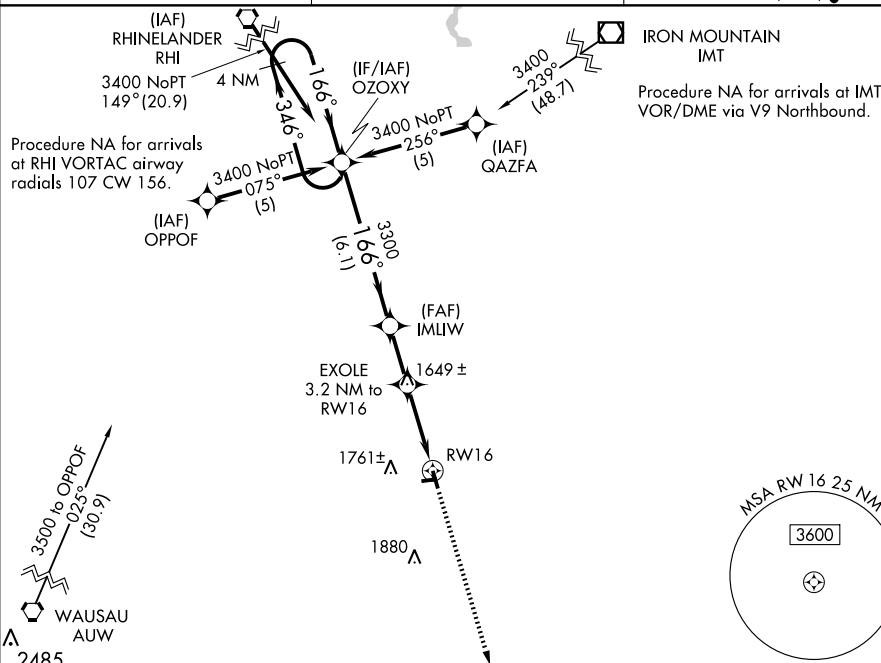 (IAF)
RHINELANDER
RHI
3400 NoPT
149° (20.9)
4 NM
166°
346°
(IF/IAF)
OZOXY
3400
239°
(48.7)
IRON MOUNTAIN
IMT
Procedure NA for arrivals at IMT
VOR/DME via V9 Northbound.
Procedure NA for arrivals
at RHI VORTAC airway
radials 107 CW 156.
3400 NoPT
256°
(5)
(IAF)
QAZFA
3400 NoPT
075°
(5)
(IAF)
OPPOF
3300
166°
(6.1)
(FAF)
IMLIW
EXOLE
3.2 NM to
RW16
1649 ±
1761±
RW16
1880
3500 to OPPOF
025°
(30.9)
WAUSAU
AUW
2485
MSA RW 16 25 NM
3600